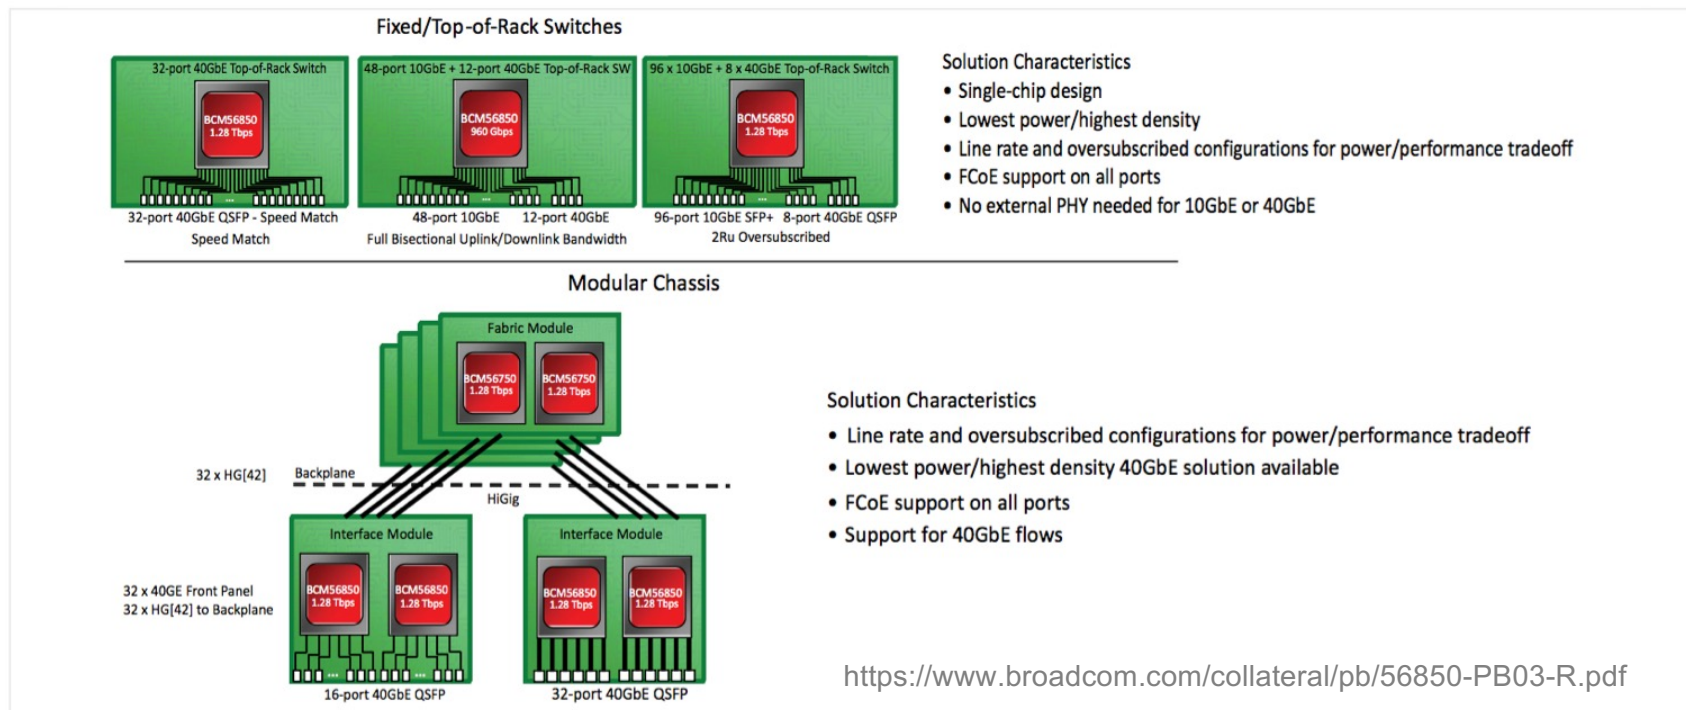 Fixed/Top-of-Rack Switches
32-port 40GbE Top-of-Rack Switch
BCM56850
1.28 Tbps
...
32-port 40GbE QSFP - Speed Match
Speed Match
48-port 10GbE + 12-port 40GbE Top-of-Rack SW
BCM56850
960 Gbps
...
48-port 10GbE 12-port 40GbE
Full Bisectional Uplink/Downlink Bandwidth
96 x 10GbE + 8 x 40GbE Top-of-Rack Switch
BCM56850
1.28 Tbps
...
96-port 10GbE SFP+ 8-port 40GbE QSFP
2Ru Oversubscribed
Solution Characteristics
• Single-chip design
• Lowest power/highest density
• Line rate and oversubscribed configurations for power/performance tradeoff
• FCoE support on all ports
• No external PHY needed for 10GbE or 40GbE
Modular Chassis
Fabric Module
BCM56750
1.28 Tbps
BCM56750
1.28 Tbps
32 x HG[42]
Backplane
HiGig
Interface Module
BCM56850
1.28 Tbps
BCM56850
1.28 Tbps
... ...
16-port 40GbE QSFP
32 x 40GE Front Panel
32 x HG[42] to Backplane
Interface Module
BCM56850
1.28 Tbps
BCM56850
1.28 Tbps
32-port 40GbE QSFP
Solution Characteristics
• Line rate and oversubscribed configurations for power/performance tradeoff
• Lowest power/highest density 40GbE solution available
• FCoE support on all ports
• Support for 40GbE flows
https://www.broadcom.com/collateral/pb/56850-PB03-R.pdf